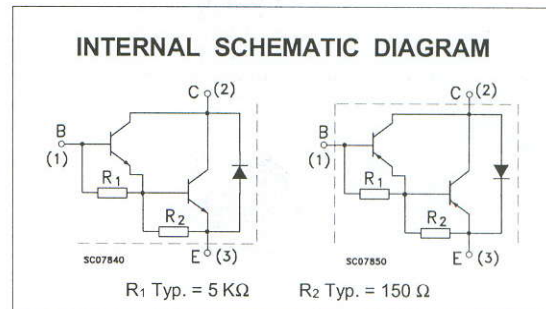 INTERNAL SCHEMATIC DIAGRAM
C (2)
B
(1)
R1
R2
SC07840
E (3)
C (2)
B
(1)
R1
R2
SC07850
E (3)
R1 Typ. = 5 KΩ R2 Typ. = 150 Ω